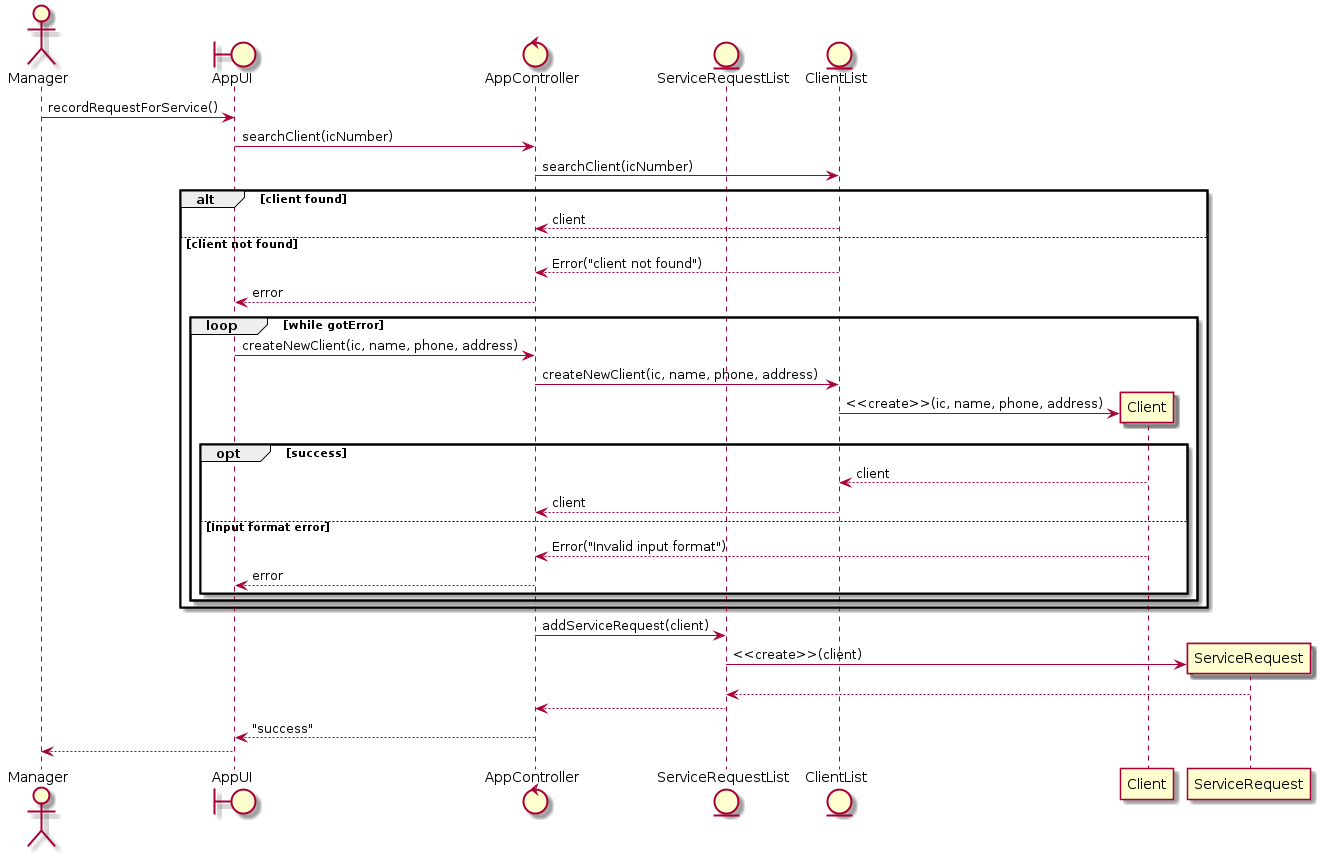 Manager
AppUI
AppController
ServiceRequestList
ClientList
recordRequestForService()
searchClient(icNumber)
searchClient(icNumber)
alt
[client found]
client
[client not found]
Error("client not found")
error
loop
[while gotError]
createNewClient(ic, name, phone, address)
createNewClient(ic, name, phone, address)
<<create>>(ic, name, phone, address)
Client
opt
[success]
client
client
[Input format error]
Error("Invalid input format")
error
addServiceRequest(client)
<<create>>(client)
ServiceRequest
"success"
Manager
AppUI
AppController
ServiceRequestList
ClientList
Client
ServiceRequest